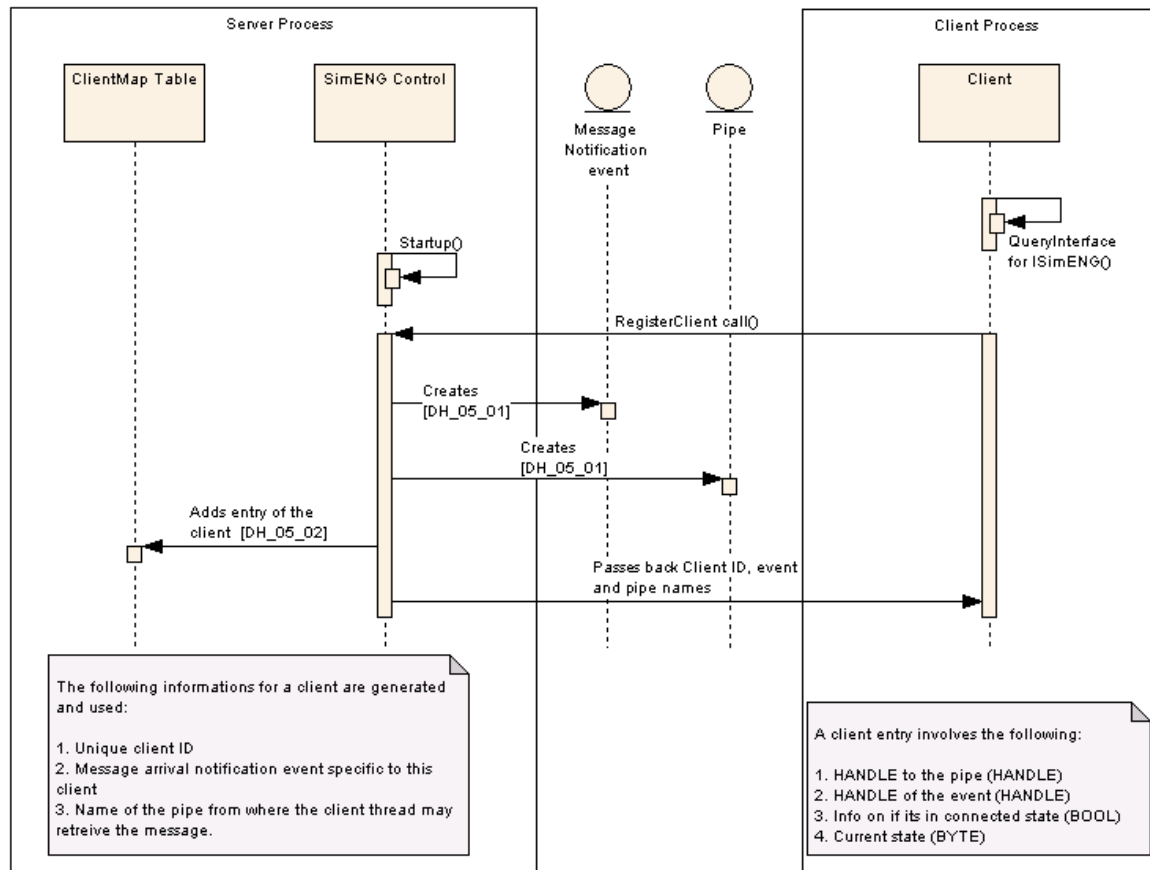 Server Process
Client Process
ClientMap Table
SimENG Control
Client
Message
Notification
event
Pipe
QueryInterface
for ISimENG()
Startup()
RegisterClient call()
Creates
[DH_05_01]
Creates
[DH_05_01]
Adds entry of the
client [DH_05_02]
Passes back Client ID, event
and pipe names
The following informations for a client are generated
and used:
1. Unique client ID
2. Message arrival notification event specific to this
client
3. Name of the pipe from where the client thread may
retreive the message.
A client entry involves the following:
1. HANDLE to the pipe (HANDLE)
2. HANDLE of the event (HANDLE)
3. Info on if its in connected state (BOOL)
4. Current state (BYTE)